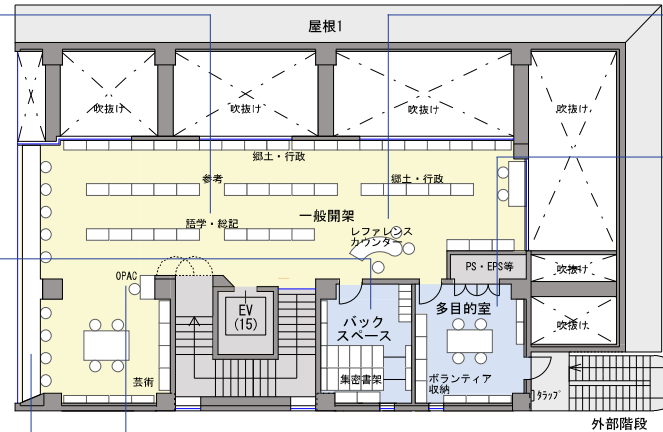 屋根1
吹抜け
吹抜け
吹抜け
吹抜け
郷土・行政
参考
郷土・行政
語学・総記
一般開架
レファレンス
カウンター
PS・EPS等
吹抜け
OPAC
EV
(15)
バック
スペース
多目的室
吹抜け
芸術
集密書架
ボランティア
収納
タラップ
外部階段